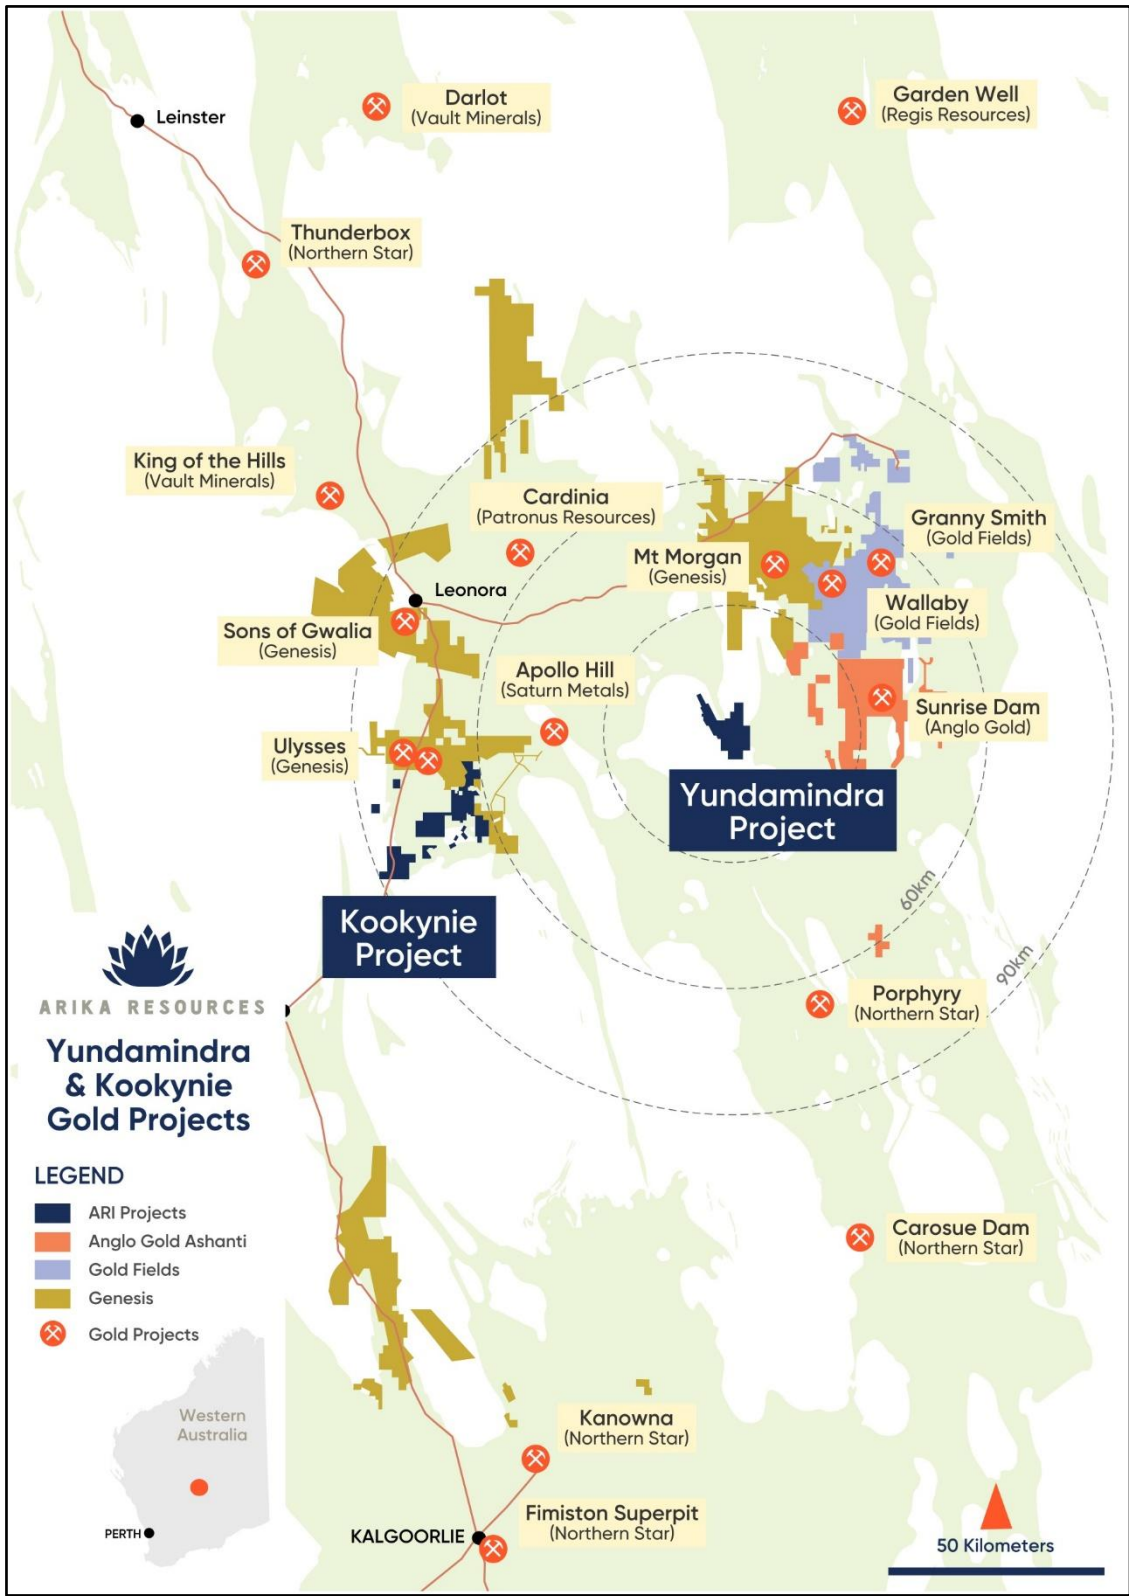 Leinster
Darlot
(Vault Minerals)
Garden Well
(Regis Resources)
Thunderbox
(Northern Star)
King of the Hills
(Vault Minerals)
Cardinia
(Patronus Resources)
Granny Smith
(Gold Fields)
Mt Morgan
(Genesis)
Leonora
Wallaby
(Gold Fields)
Sons of Gwalia
(Genesis)
Apollo Hill
(Saturn Metals)
Sunrise Dam
(Anglo Gold)
Ulysses
(Genesis)
Yundamindra
Project
60km
90km
Kookynie
Project
Porphyry
(Northern Star)
ARIKA RESOURCES
Yundamindra
& Kookynie
Gold Projects
LEGEND
ARI Projects
Anglo Gold Ashanti
Gold Fields
Genesis
Gold Projects
Carosue Dam
(Northern Star)
Western
Australia
PERTH
Kanowna
(Northern Star)
Fimiston Superpit
(Northern Star)
KALGOORLIE
50 Kilometers